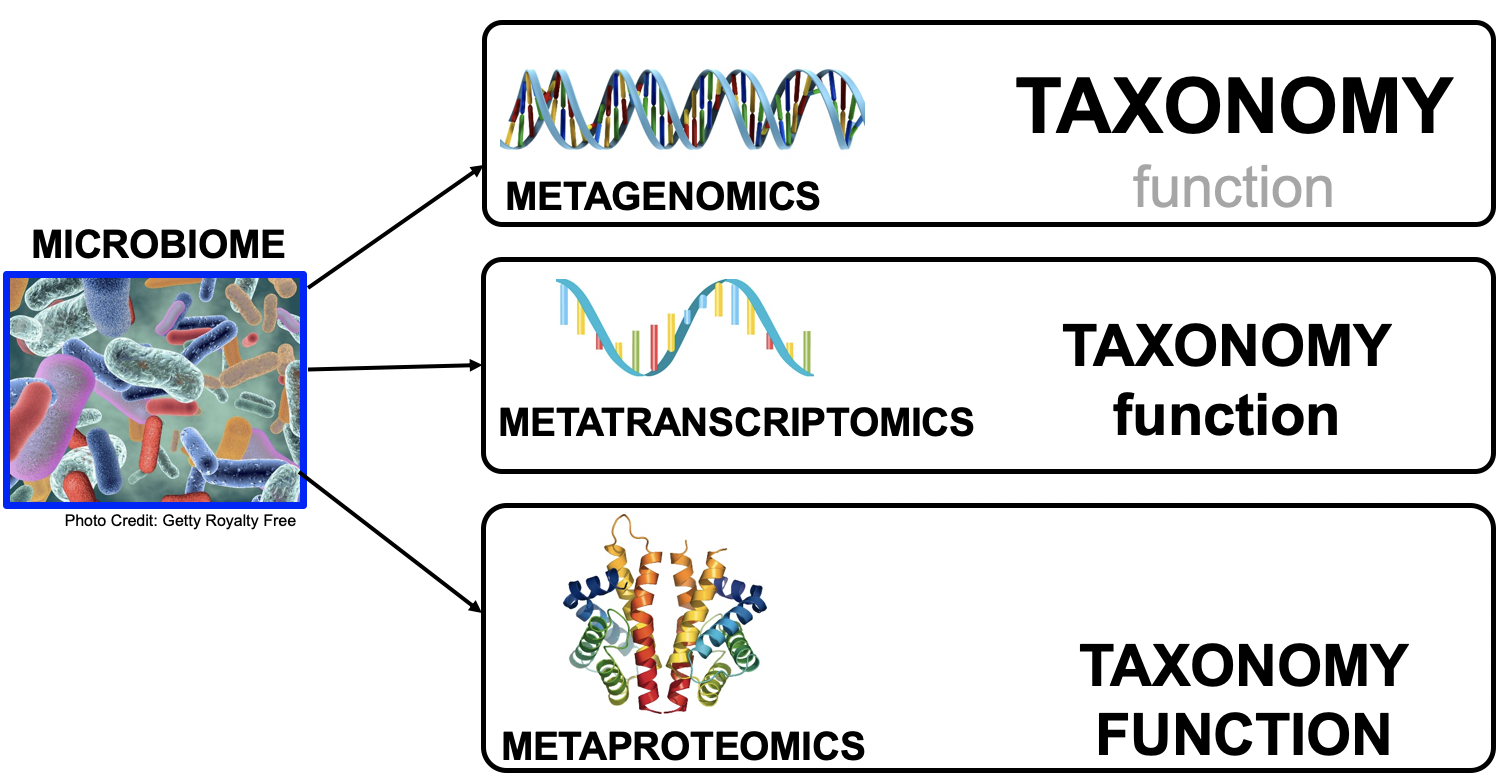 MICROBIOME
Photo Credit: Getty Royalty Free
METAGENOMICS
TAXONOMY
function
METATRANSCRIPTOMICS
TAXONOMY
function
METAPROTEOMICS
TAXONOMY
FUNCTION